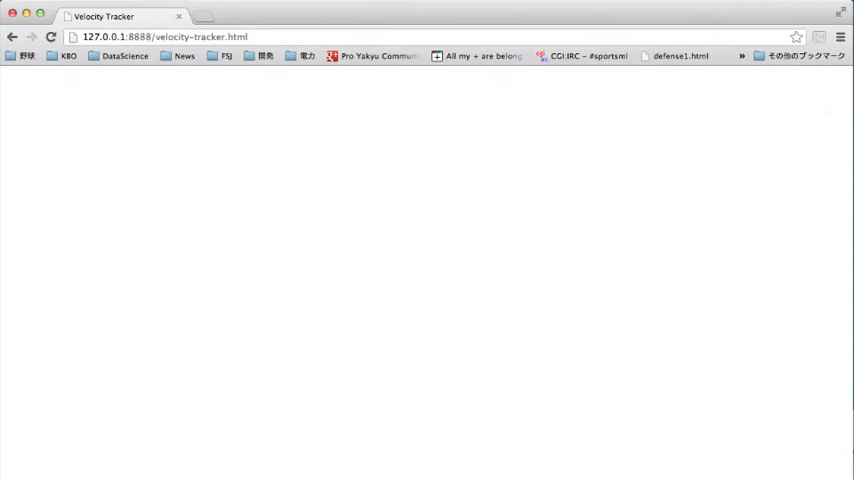 Velocity Tracker
127.0.0.1:8888/velocity-tracker.html
野球 KBO DataScience News FSJ 開発 電力 Pro Yakyu Commun All my + are belong CGI:IRC - #sportsml defense1.html » その他のブックマーク